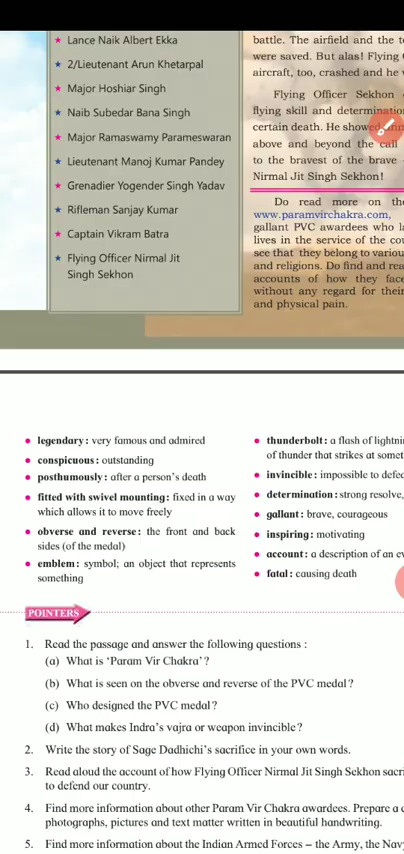 ★ Lance Naik Albert Ekka
★ 2/Lieutenant Arun Khetarpal
★ Major Hoshiar Singh
★ Naib Subedar Bana Singh
★ Major Ramaswamy Parameswaran
★ Lieutenant Manoj Kumar Pandey
★ Grenadier Yogender Singh Yadav
★ Rifleman Sanjay Kumar
★ Captain Vikram Batra
★ Flying Officer Nirmal Jit
Singh Sekhon
battle. The airfield and the
were saved. But alas! Flying
aircraft, too, crashed and he
Flying Officer Sekhon
flying skill and determination
certain death. He showed
above and beyond the call
to the bravest of the brave
Nirmal Jit Singh Sekhon!
Do read more on the
www.paramvirchakra.com,
gallant PVC awardees who
lives in the service of the
see that they belong to
and religions. Do find and
accounts of how they
without any regard for their
and physical pain.
• legendary : very famous and admired
• conspicuous : outstanding
• posthumously : after a person's death
• fitted with swivel mounting : fixed in a way
which allows it to move freely
• obverse and reverse : the front and back
sides (of the medal)
• emblem : symbol; an object that represents
something
• thunderbolt : a flash of
of thunder that strikes at
• invincible : impossible to
• determination : strong resolve,
• gallant : brave, courageous
• inspiring : motivating
• account : a description of an
• fatal : causing death
POINTERS
1. Read the passage and answer the following questions :
(a) What is ‘Param Vir Chakra’?
(b) What is seen on the obverse and reverse of the PVC medal?
(c) Who designed the PVC medal?
(d) What makes Indra's vajra or weapon invincible?
2. Write the story of Sage Dadhichi's sacrifice in your own words.
3. Read aloud the account of how Flying Officer Nirmal Jit Singh Sekhon
to defend our country.
4. Find more information about other Param Vir Chakra awardees. Prepare a
photographs, pictures and text matter written in beautiful handwriting.
5. Find more information about the Indian Armed Forces – the Army, the